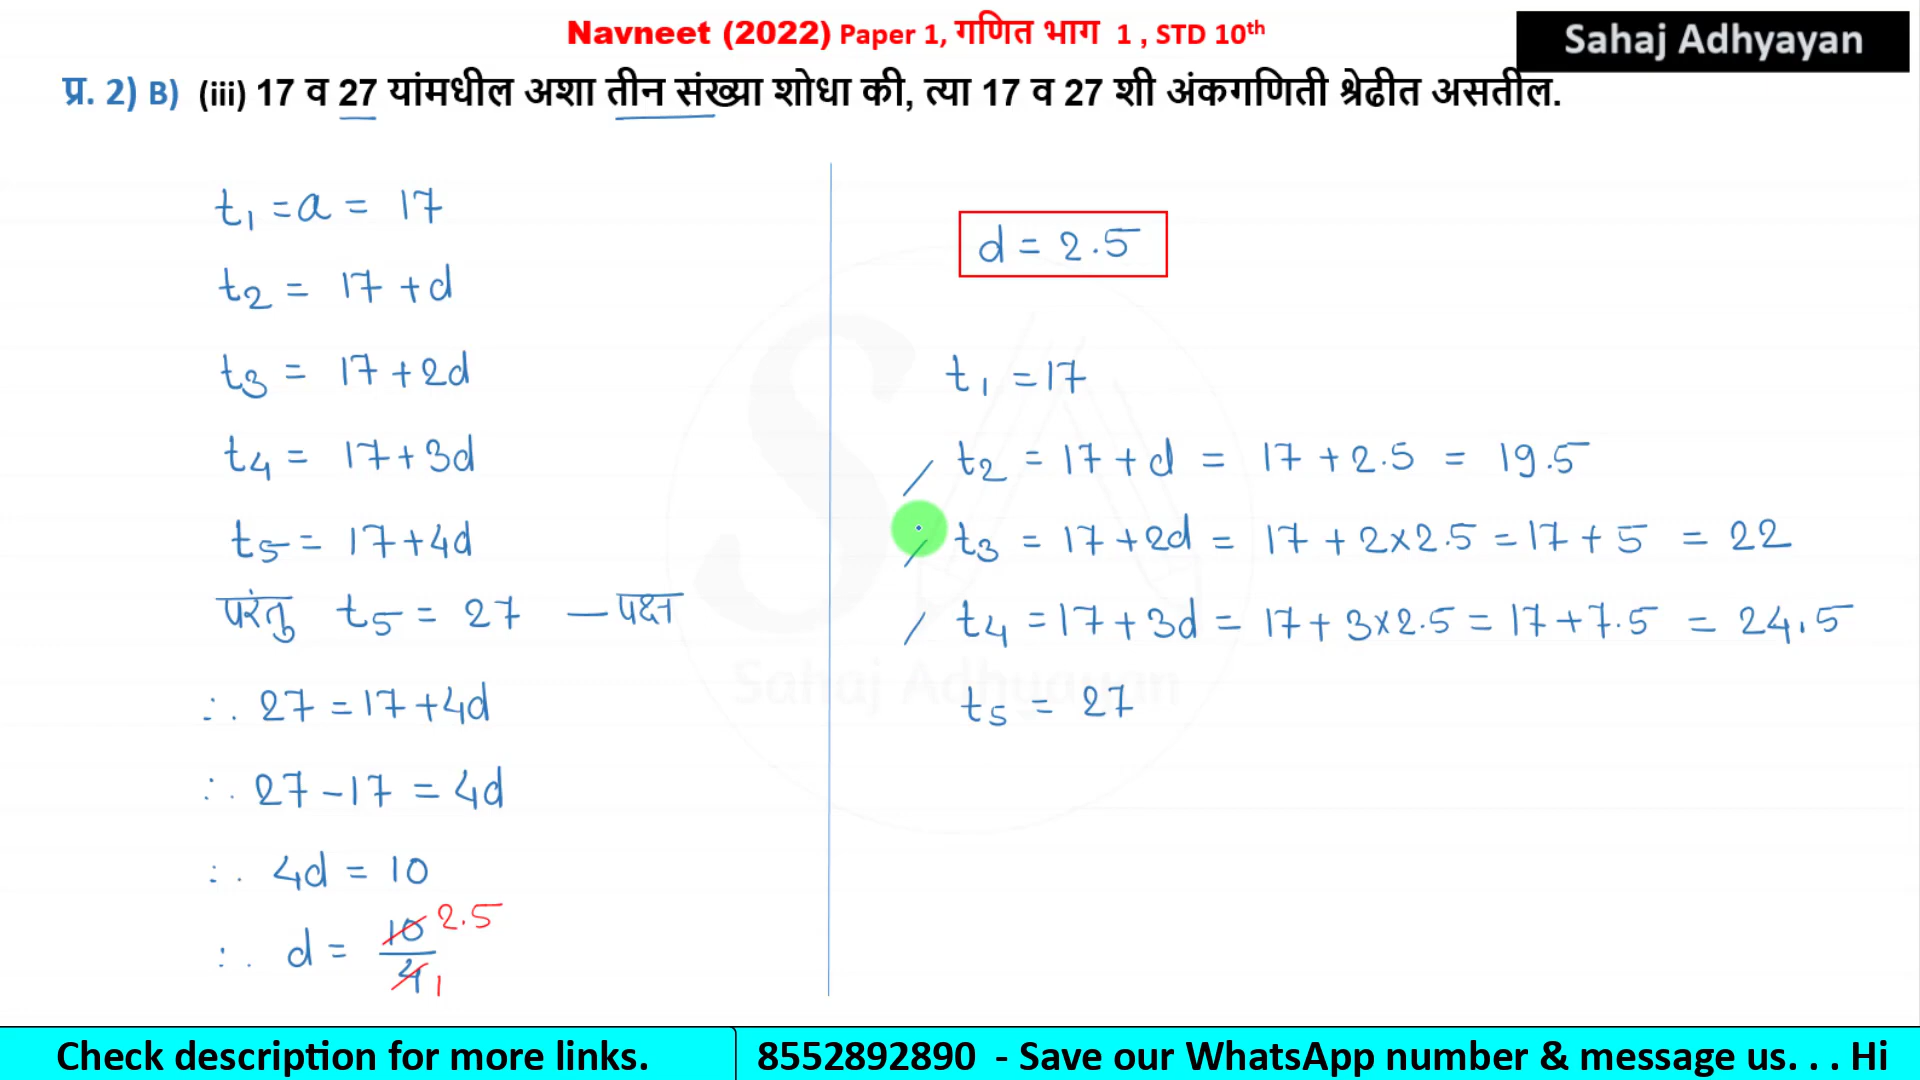 Navneet (2022) Paper 1, गणित भाग 1 , STD 10th
Sahaj Adhyayan
प्र. 2) B) (iii) 17 व 27 यांमधील अशा तीन संख्या शोधा की, त्या 17 व 27 शी अंकगणिती श्रेढीत असतील.
t1 = a = 17
t2 = 17 + d
t3 = 17 + 2d
t4 = 17 + 3d
t5 = 17 + 4d
परंतु t5 = 27 — पक्ष
∴ 27 = 17 + 4d
∴ 27 - 17 = 4d
∴ 4d = 10
∴ d = 10/4 2.5 1
d = 2.5
t1 = 17
t2 = 17 + d = 17 + 2.5 = 19.5
t3 = 17 + 2d = 17 + 2×2.5 = 17 + 5 = 22
t4 = 17 + 3d = 17 + 3×2.5 = 17 + 7.5 = 24.5
t5 = 27
Sahaj Adhyayan
Check description for more links.
8552892890 - Save our WhatsApp number & message us. . . Hi